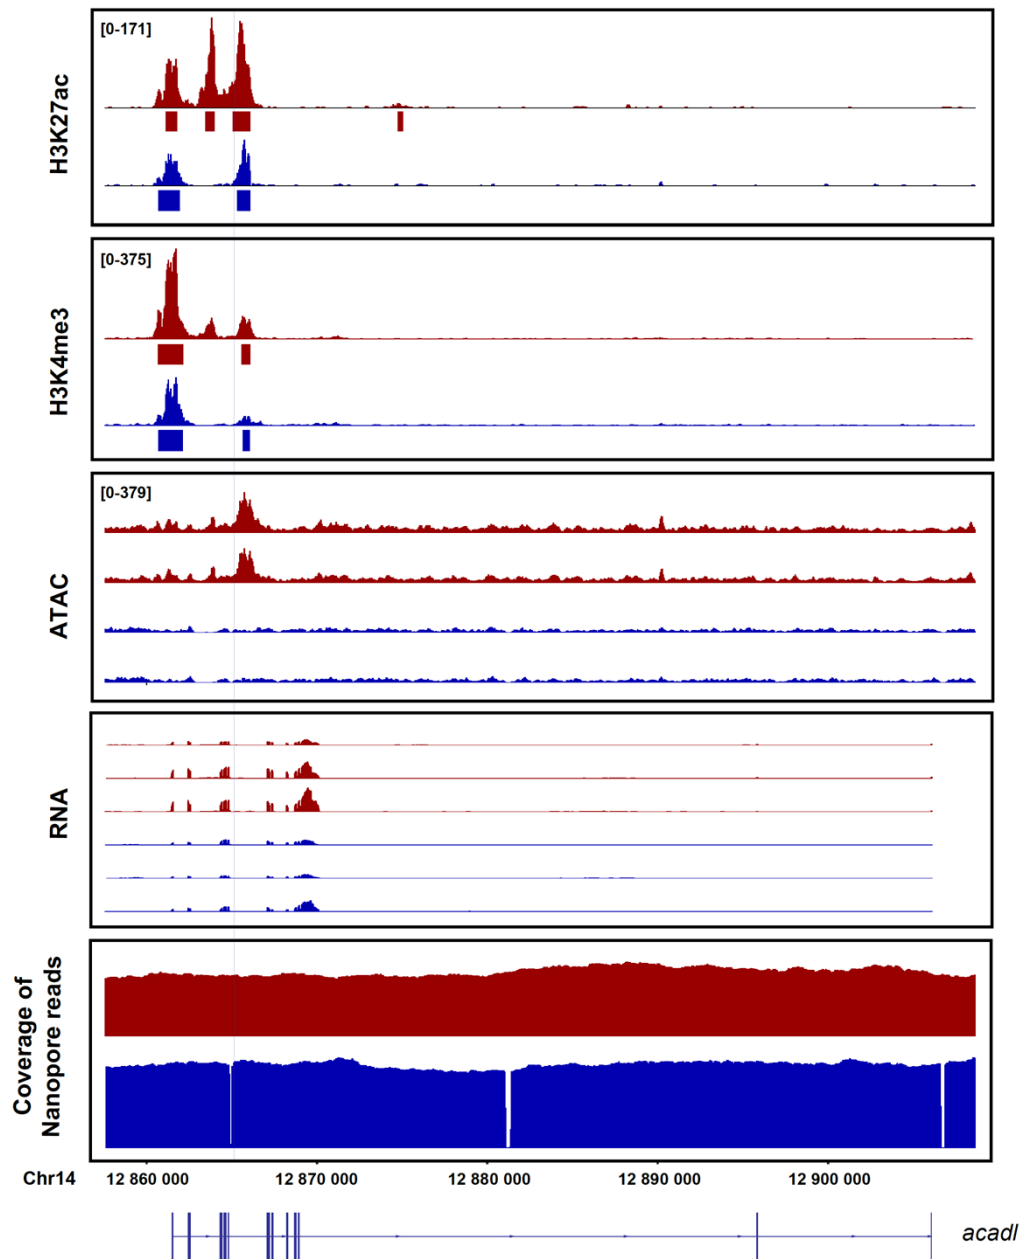 [0-171]
H3K27ac
[0-375]
H3K4me3
[0-379]
ATAC
RNA
Coverage of
Nanopore reads
Chr14 12 860 000 12 870 000 12 880 000 12 890 000 12 900 000
acadl